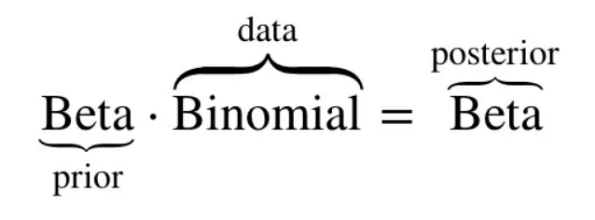 data
posterior
Beta · Binomial = Beta
prior